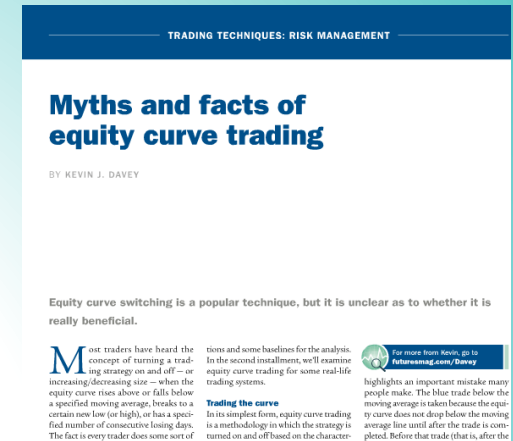 TRADING TECHNIQUES: RISK MANAGEMENT
Myths and facts of
equity curve trading
BY KEVIN J. DAVEY
Equity curve switching is a popular technique, but it is unclear as to whether it is
really beneficial.
Most traders have heard the
concept of turning a trad-
ing strategy on and off — or
increasing/decreasing size — when the
equity curve rises above or falls below
a specified moving average, breaks to a
certain new low (or high), or has a speci-
fied number of consecutive losing days.
The fact is every trader does some sort of
tions and some baselines for the analysis.
In the second installment, we'll examine
equity curve trading for some real-life
trading systems.
Trading the curve
In its simplest form, equity curve trading
is a methodology in which the strategy is
turned on and off based on the character-
For more from Kevin, go to
futuresmag.com/Davey
highlights an important mistake many
people make. The blue trade below the
moving average is taken because the equi-
ty curve does not drop below the moving
average line until after the trade is com-
pleted. Before that trade (that is, after the